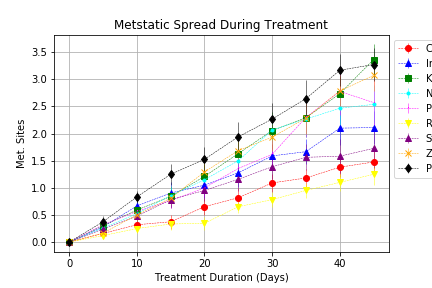 Metstatic Spread During Treatment
Met. Sites
3.5
3.0
2.5
2.0
1.5
1.0
0.5
0.0
0
10
20
30
40
Treatment Duration (Days)
K
N
P
R
S
Z
P